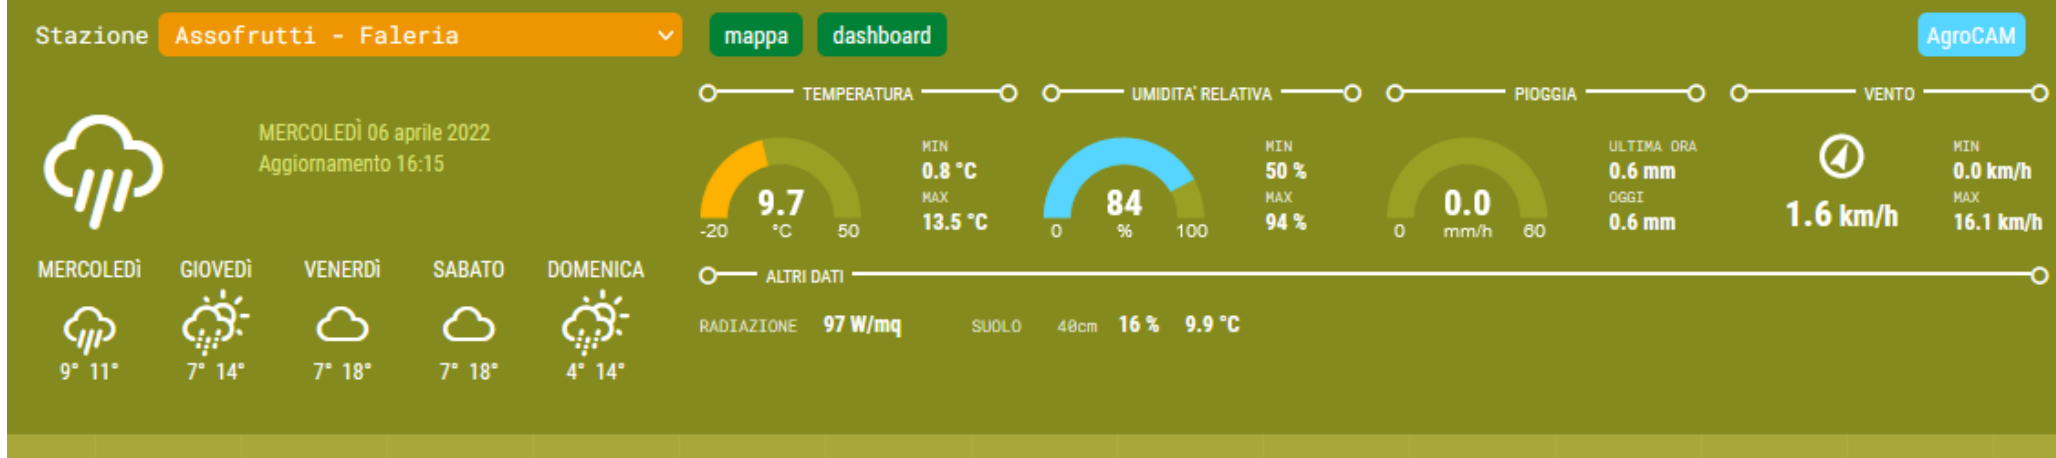 Stazione Assofrutti - Faleria mappa dashboard AgroCAM
MERCOLEDÌ 06 aprile 2022
Aggiornamento 16:15
MERCOLEDÌ GIOVEDÌ VENERDÌ SABATO DOMENICA
9° 11° 7° 14° 7° 18° 7° 18° 4° 14°
TEMPERATURA
9.7
-20 °C 50
MIN
0.8 °C
MAX
13.5 °C
UMIDITA' RELATIVA
84
0 % 100
MIN
50 %
MAX
94 %
PIOGGIA
0.0
0 mm/h 60
ULTIMA ORA
0.6 mm
OGGI
0.6 mm
VENTO
1.6 km/h
MIN
0.0 km/h
MAX
16.1 km/h
ALTRI DATI
RADIAZIONE 97 W/mq SUOLO 40cm 16 % 9.9 °C